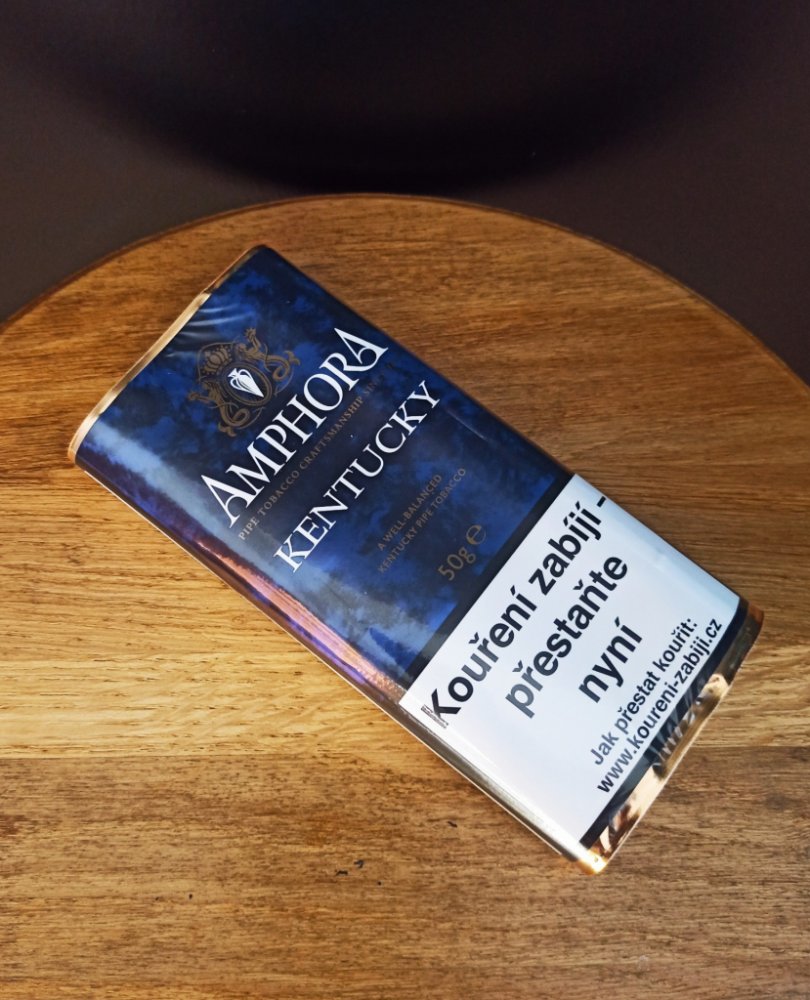 AMPHORA
PIPE TOBACCO CRAFTSMANSHIP SINCE
KENTUCKY
A WELL-BALANCED
KENTUCKY PIPE TOBACCO
50g ℮
Kouření zabíjí –
přestaňte
nyní
Jak přestat kouřit:
www.koureni-zabiji.cz